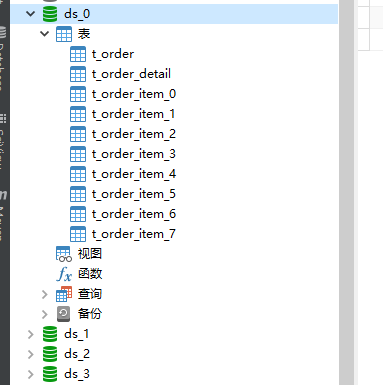 ds_0
表
t_order
t_order_detail
t_order_item_0
t_order_item_1
t_order_item_2
t_order_item_3
t_order_item_4
t_order_item_5
t_order_item_6
t_order_item_7
视图
函数
查询
备份
ds_1
ds_2
ds_3